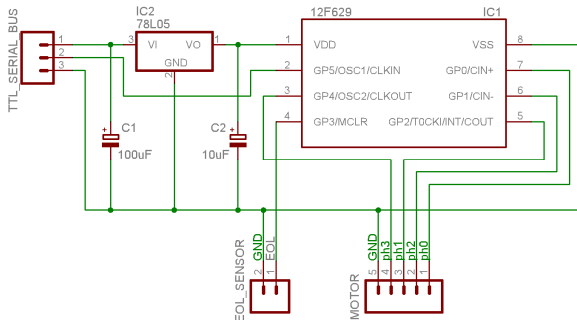 IC2
78L05
12F629
IC1
TTL_SERIAL_BUS
1
2
3
3 VI VO 1
GND
2
1 VDD VSS 8
2 GP5/OSC1/CLKIN GP0/CIN+ 7
3 GP4/OSC2/CLKOUT GP1/CIN- 6
4 GP3/MCLR GP2/T0CKI/INT/COUT 5
+ C1
100uF
+ C2
10uF
EOL_SENSOR
GND
EOL
2 1
MOTOR
GND
ph3
ph1
ph2
ph0
5 4 3 2 1